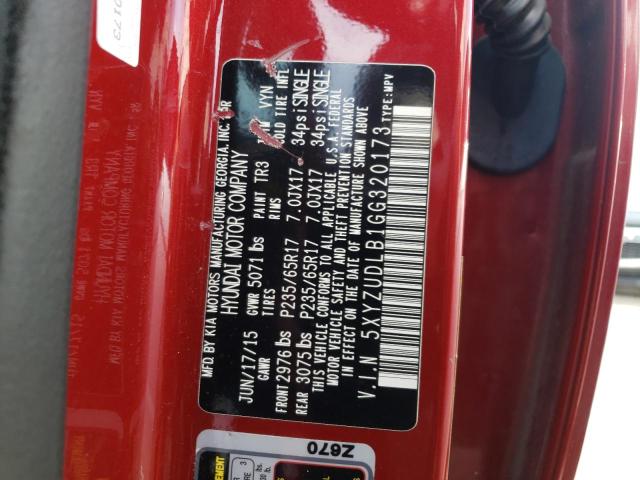 MFD. BY KIA MOTORS MANUFACTURING GEORGIA, INC. FOR
HYUNDAI MOTOR COMPANY
JUN/17/15 PAINT TR3 TRIM VYN
GAWR GVWR 5071 lbs TIRES RIMS COLD TIRE INFL
FRONT 2976 lbs P235/65R17 7.0JX17 34psi SINGLE
REAR 3075 lbs P235/65R17 7.0JX17 34psi SINGLE
THIS VEHICLE CONFORMS TO ALL APPLICABLE U.S.A. FEDERAL
MOTOR VEHICLE SAFETY AND THEFT PREVENTION STANDARDS
IN EFFECT ON THE DATE OF MANUFACTURE SHOWN ABOVE
V.I.N 5XYZUDLB1GG320173 TYPE:MPV
Z670